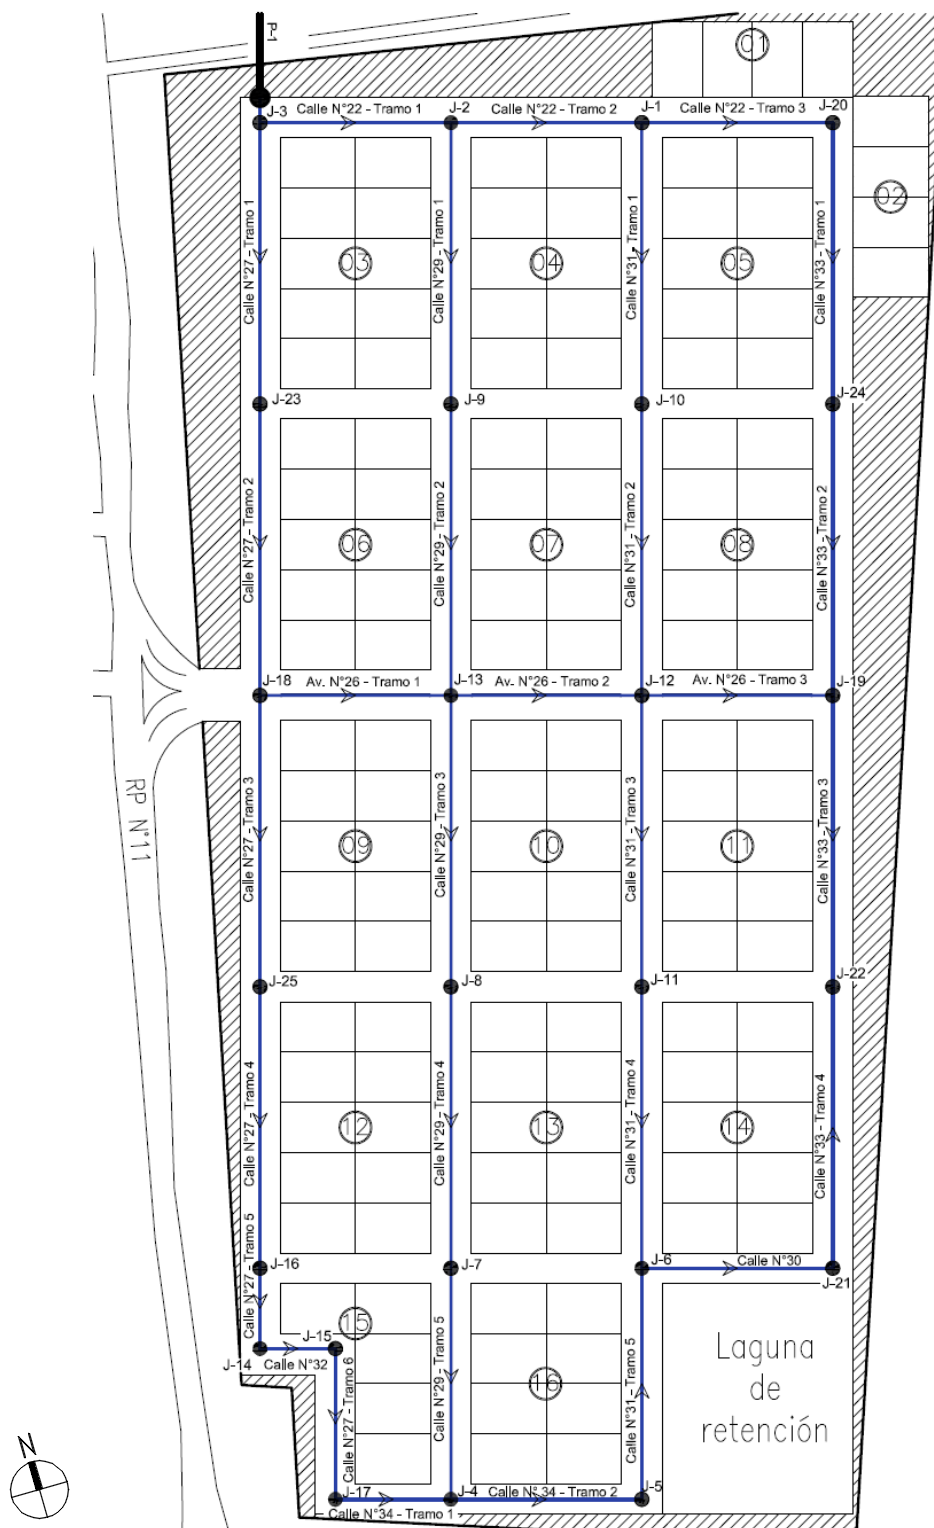 P-1
01
J-3
Calle N°22 - Tramo 1
J-2
Calle N°22 - Tramo 2
J-1
Calle N°22 - Tramo 3
J-20
02
Calle N°27 - Tramo 1
03
Calle N°29 - Tramo 1
04
Calle N°31 - Tramo 1
05
Calle N°33 - Tramo 1
J-23
J-9
J-10
J-24
Calle N°27 - Tramo 2
06
Calle N°29 - Tramo 2
07
Calle N°31 - Tramo 2
08
Calle N°33 - Tramo 2
J-18
Av. N°26 - Tramo 1
J-13
Av. N°26 - Tramo 2
J-12
Av. N°26 - Tramo 3
J-19
RP N°11
Calle N°27 - Tramo 3
09
Calle N°29 - Tramo 3
10
Calle N°31 - Tramo 3
11
Calle N°33 - Tramo 3
J-25
J-8
J-11
J-22
Calle N°27 - Tramo 4
12
Calle N°29 - Tramo 4
13
Calle N°31 - Tramo 4
14
Calle N°33 - Tramo 4
J-16
J-7
J-6
Calle N°30
J-21
Calle N°27 - Tramo 5
15
J-15
J-14
Calle N°32
Calle N°27 - Tramo 6
Calle N°29 - Tramo 5
16
Calle N°31 - Tramo 5
Laguna
de
retención
N
J-17
J-4
Calle N°34 - Tramo 2
J-5
Calle N°34 - Tramo 1